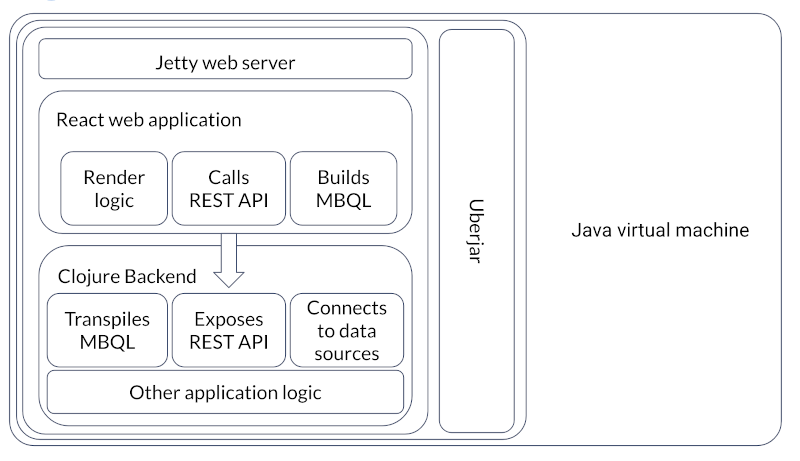 Jetty web server
React web application
Render
logic
Calls
REST API
Builds
MBQL
Clojure Backend
Transpiles
MBQL
Exposes
REST API
Connects
to data
sources
Other application logic
Uberjar
Java virtual machine